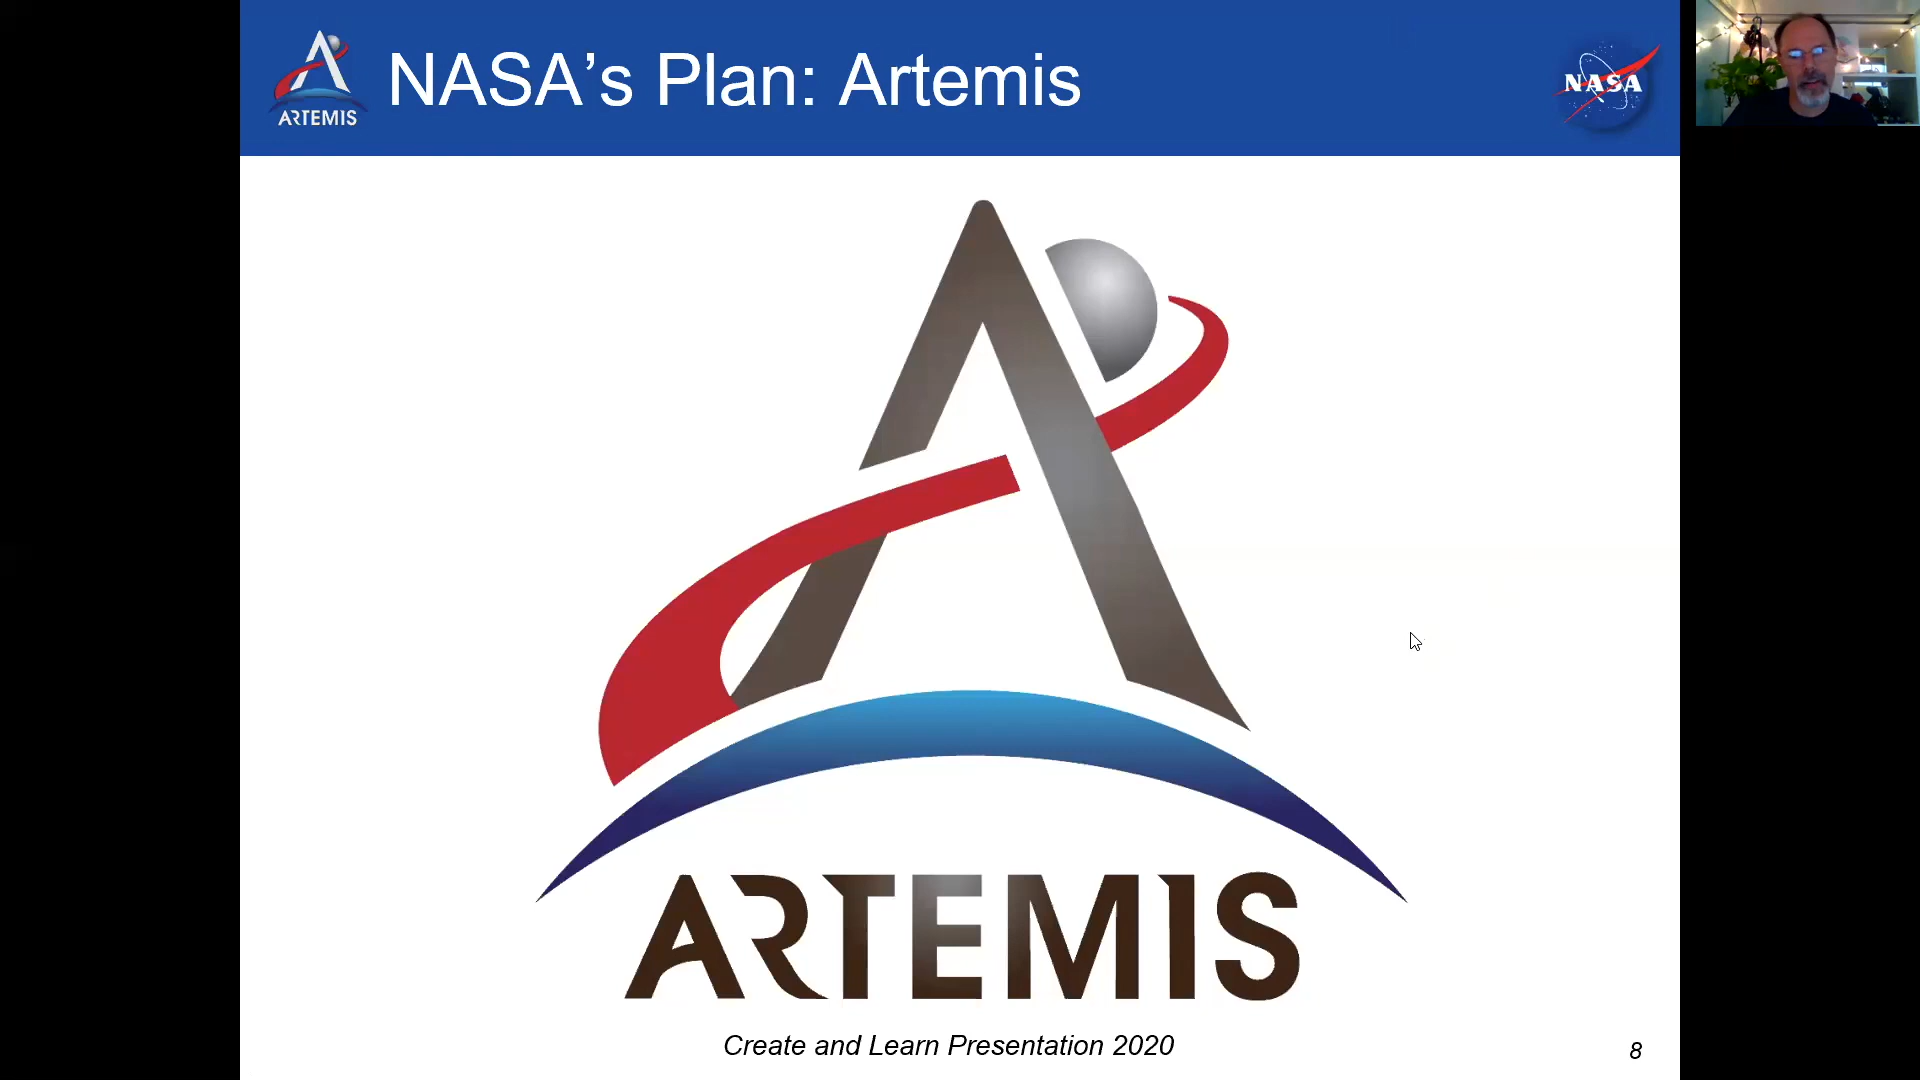 ARTEMIS
NASA’s Plan: Artemis
NASA
ARTEMIS
Create and Learn Presentation 2020
8